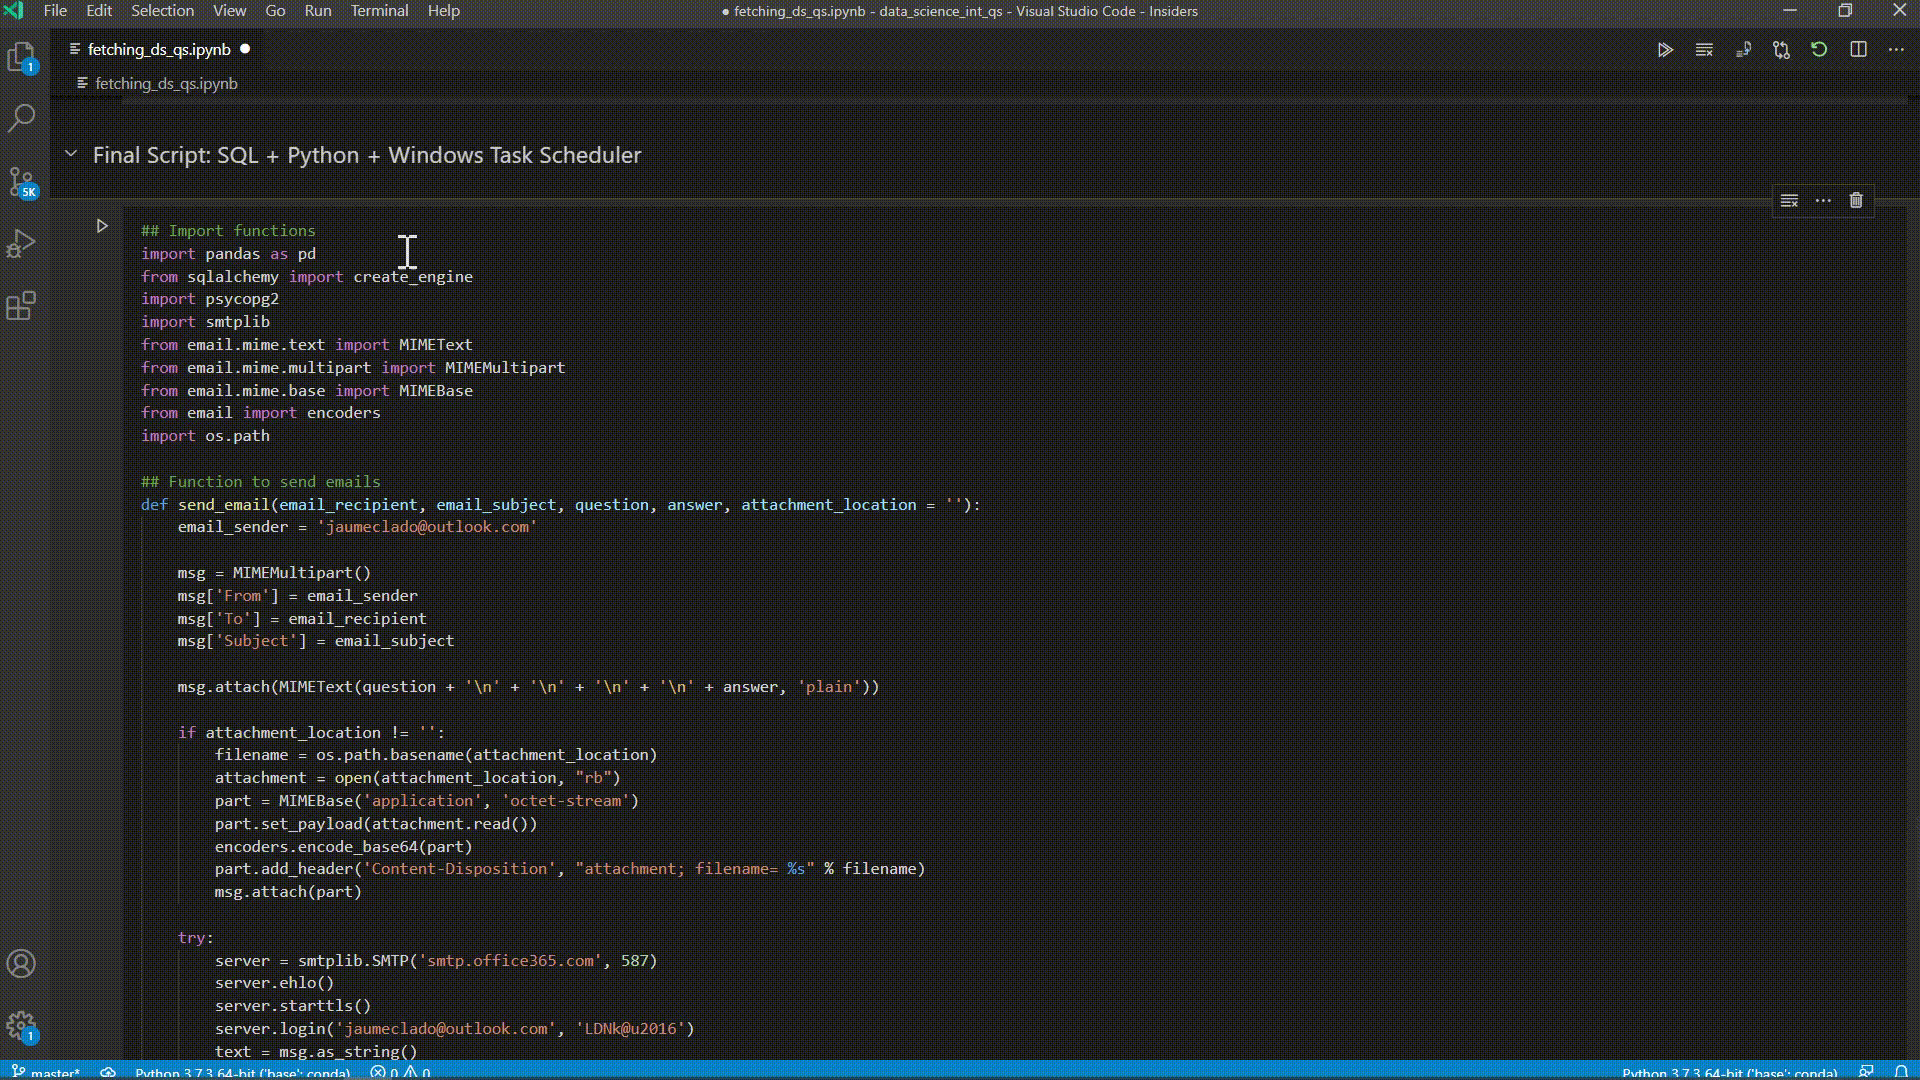 File Edit Selection View Go Run Terminal Help
● fetching_ds_qs.ipynb - data_science_int_qs - Visual Studio Code - Insiders
fetching_ds_qs.ipynb
fetching_ds_qs.ipynb
1
5K
Final Script: SQL + Python + Windows Task Scheduler
## Import functions
import pandas as pd
from sqlalchemy import create_engine
import psycopg2
import smtplib
from email.mime.text import MIMEText
from email.mime.multipart import MIMEMultipart
from email.mime.base import MIMEBase
from email import encoders
import os.path
## Function to send emails
def send_email(email_recipient, email_subject, question, answer, attachment_location = ''):
    email_sender = 'jaumeclado@outlook.com'
    msg = MIMEMultipart()
    msg['From'] = email_sender
    msg['To'] = email_recipient
    msg['Subject'] = email_subject
    msg.attach(MIMEText(question + '\n' + '\n' + '\n' + '\n' + answer, 'plain'))
    if attachment_location != '':
        filename = os.path.basename(attachment_location)
        attachment = open(attachment_location, "rb")
        part = MIMEBase('application', 'octet-stream')
        part.set_payload(attachment.read())
        encoders.encode_base64(part)
        part.add_header('Content-Disposition', "attachment; filename= %s" % filename)
        msg.attach(part)
    try:
        server = smtplib.SMTP('smtp.office365.com', 587)
        server.ehlo()
        server.starttls()
        server.login('jaumeclado@outlook.com', 'LDNk@u2016')
        text = msg.as_string()
1
master* Python 3.7.3 64-bit ('base': conda) 0 0 Python 3.7.3 64-bit ('base': conda)